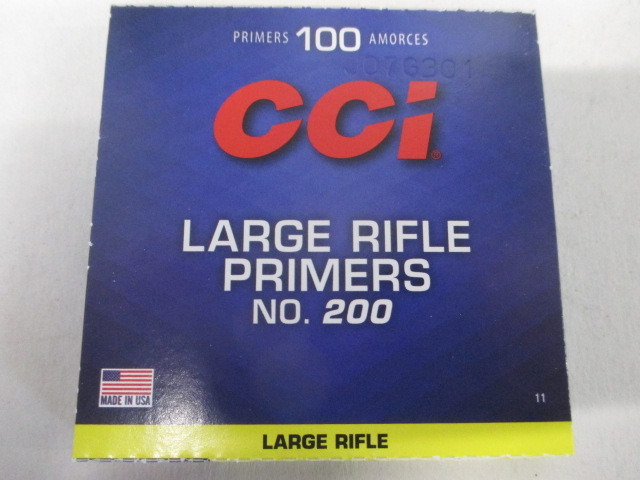 PRIMERS 100 AMORCES
CCI®
LARGE RIFLE
PRIMERS
NO. 200
MADE IN USA
11
LARGE RIFLE